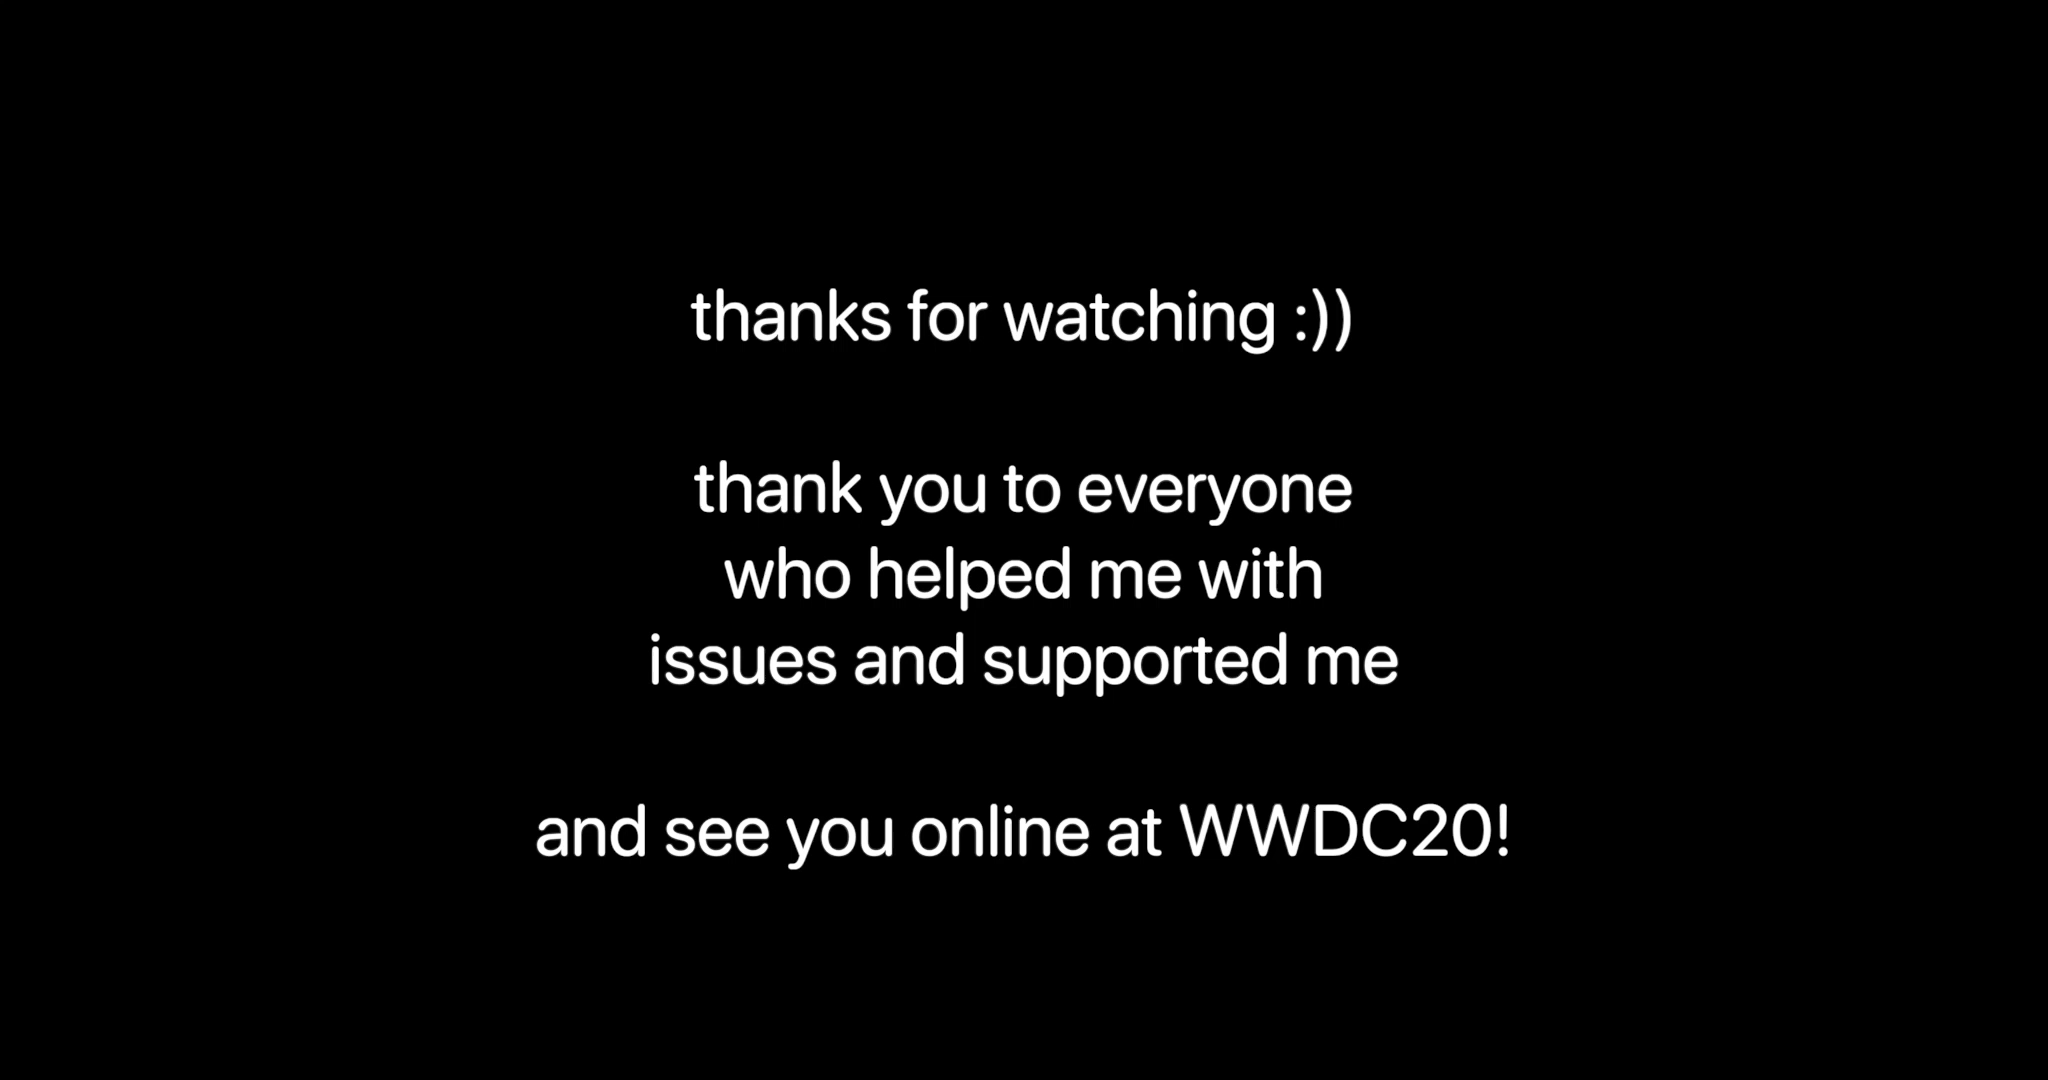 thanks for watching :))
thank you to everyone
who helped me with
issues and supported me
and see you online at WWDC20!